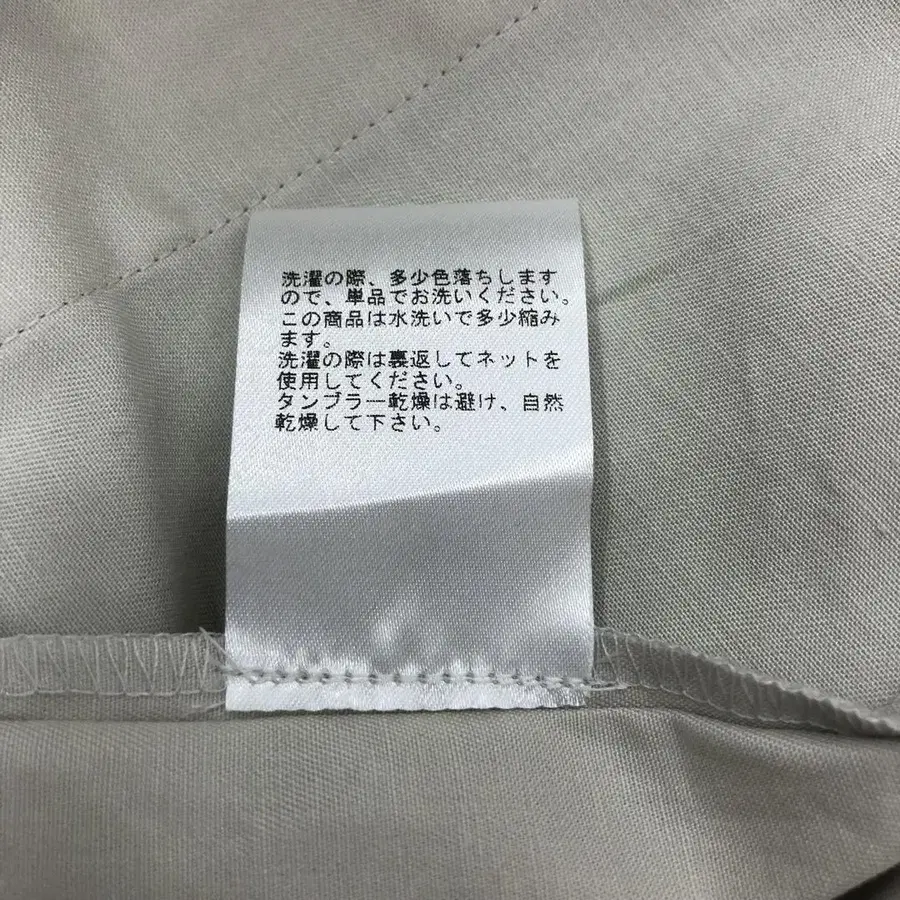 洗濯の際、多少色落ちします
ので、単品でお洗いください。
この商品は水洗いで多少縮み
ます。
洗濯の際は裏返してネットを
使用してください。
タンブラー乾燥は避け、自然
乾燥して下さい。